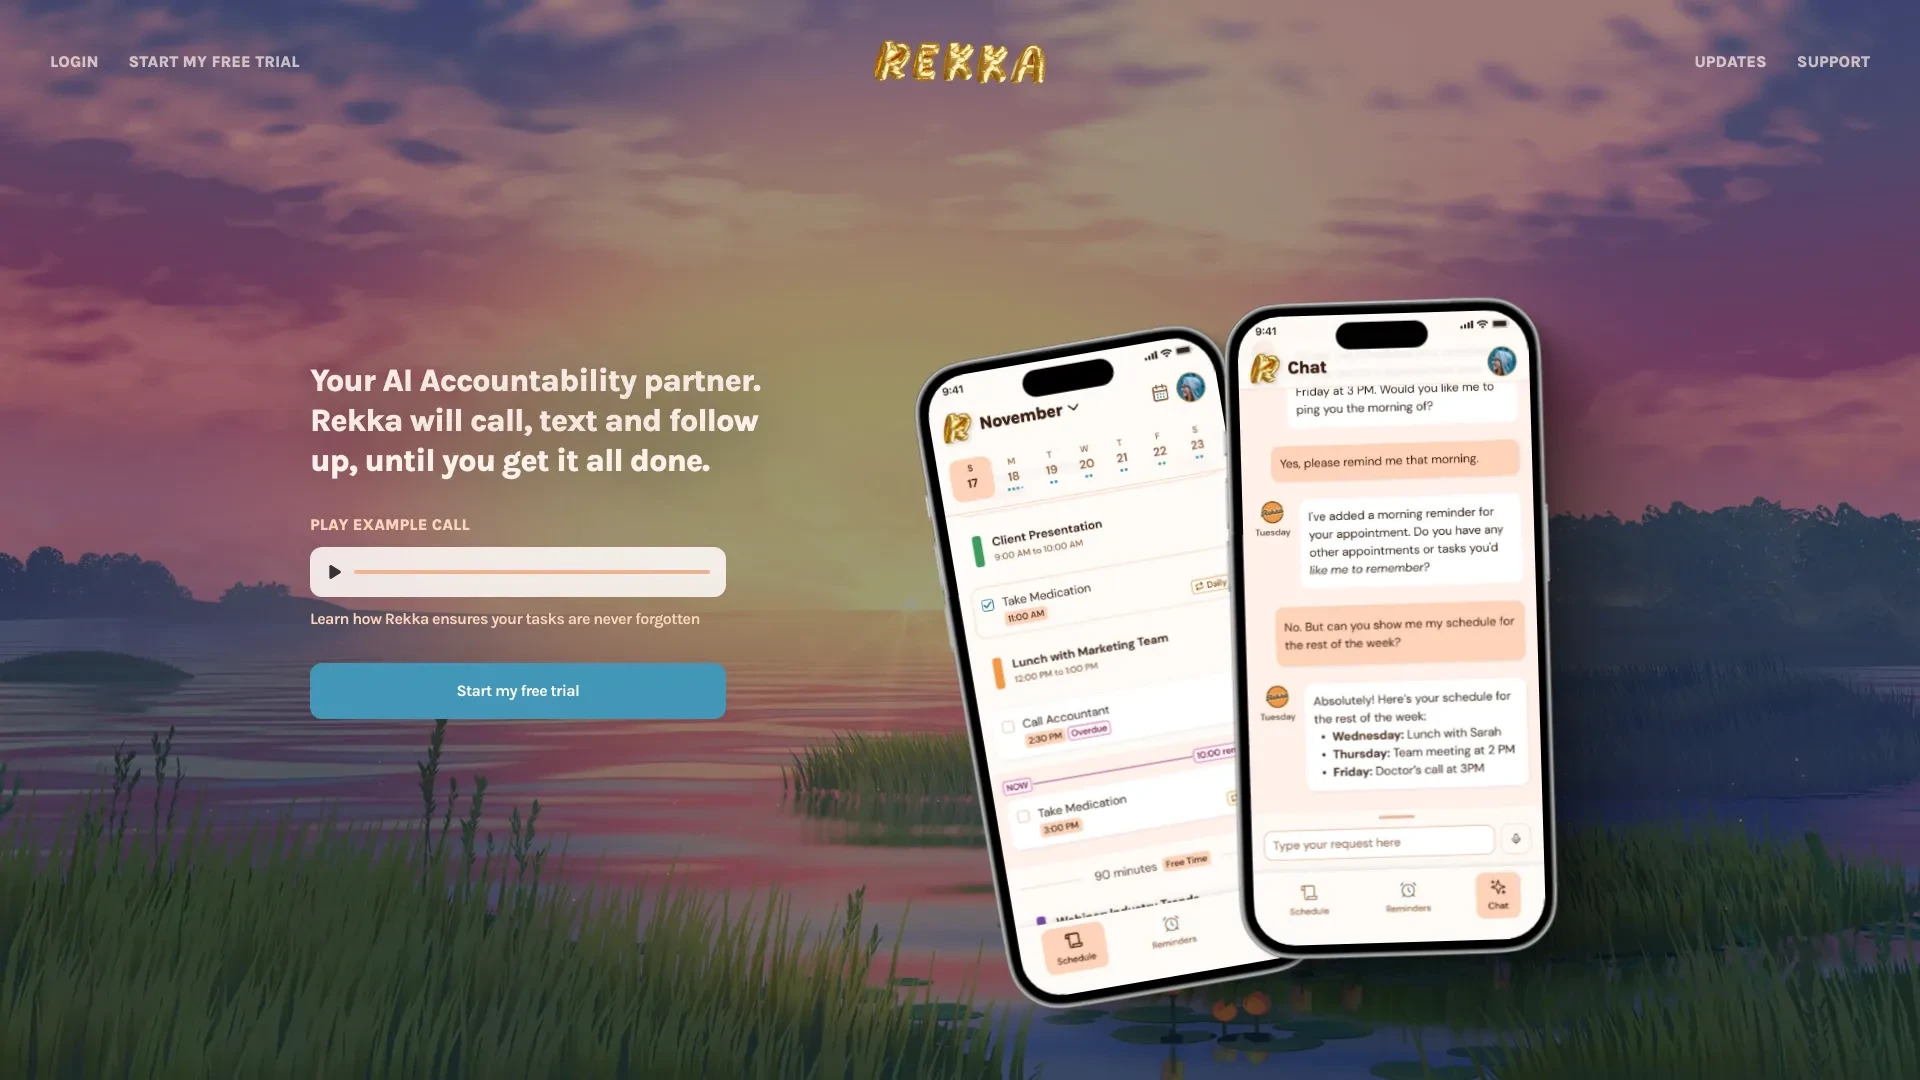 LOGIN
START MY FREE TRIAL
REKKA
UPDATES
SUPPORT
Your AI Accountability partner.
Rekka will call, text and follow
up, until you get it all done.
PLAY EXAMPLE CALL
Learn how Rekka ensures your tasks are never forgotten
Start my free trial
9:41
R
November
S M T W T F S
17 18 19 20 21 22 23
Client Presentation
9:00 AM to 10:00 AM
Take Medication
Daily
11:00 AM
Lunch with Marketing Team
12:00 PM to 1:00 PM
Call Accountant
2:30 PM Overdue
10:00
NOW
Take Medication
3:00 PM
90 minutes Free Time
Webinar: Industry Trends
Schedule
Reminders
9:41
R Chat
Friday at 3 PM. Would you like me to
ping you the morning of?
Yes, please remind me that morning.
Rekka
Tuesday
I've added a morning reminder for
your appointment. Do you have any
other appointments or tasks you'd
like me to remember?
No. But can you show me my schedule for
the rest of the week?
Rekka
Tuesday
Absolutely! Here's your schedule for
the rest of the week:
• Wednesday: Lunch with Sarah
• Thursday: Team meeting at 2 PM
• Friday: Doctor's call at 3PM
Type your request here
Schedule
Reminders
Chat